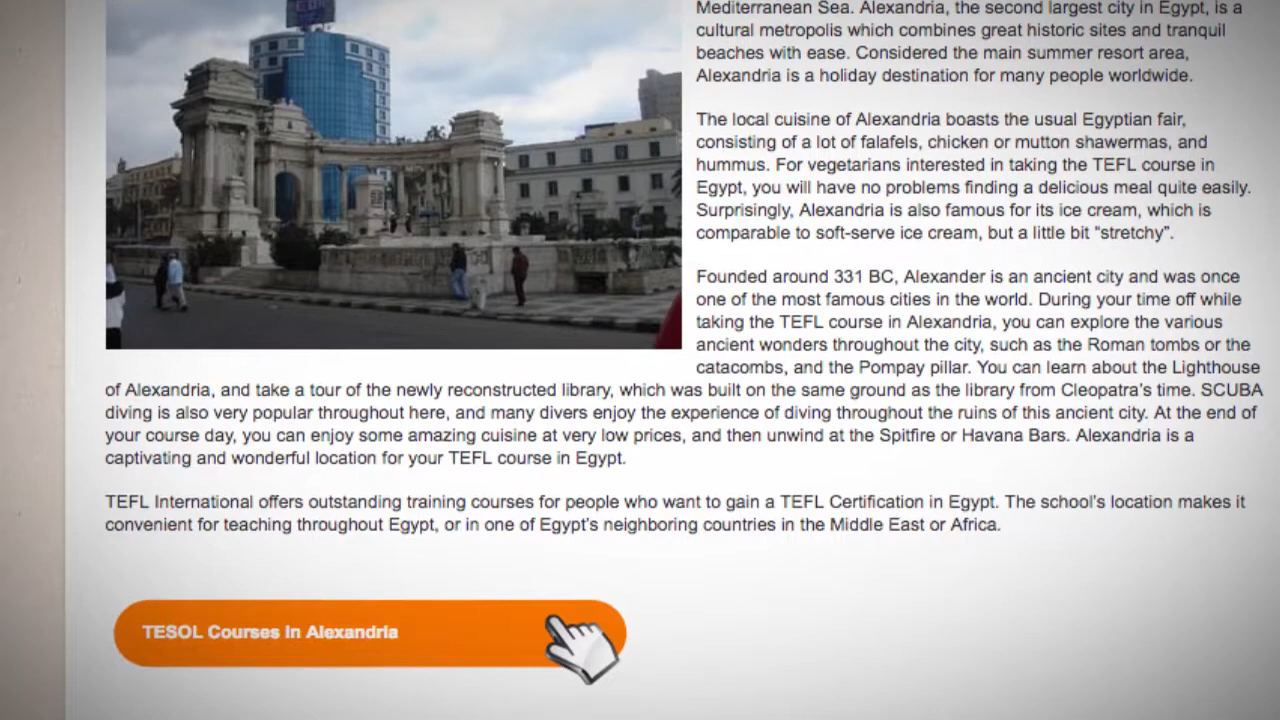 Mediterranean Sea. Alexandria, the second largest city in Egypt, is a
cultural metropolis which combines great historic sites and tranquil
beaches with ease. Considered the main summer resort area,
Alexandria is a holiday destination for many people worldwide.
The local cuisine of Alexandria boasts the usual Egyptian fair,
consisting of a lot of falafels, chicken or mutton shawermas, and
hummus. For vegetarians interested in taking the TEFL course in
Egypt, you will have no problems finding a delicious meal quite easily.
Surprisingly, Alexandria is also famous for its ice cream, which is
comparable to soft-serve ice cream, but a little bit “stretchy”.
Founded around 331 BC, Alexander is an ancient city and was once
one of the most famous cities in the world. During your time off while
taking the TEFL course in Alexandria, you can explore the various
ancient wonders throughout the city, such as the Roman tombs or the
catacombs, and the Pompay pillar. You can learn about the Lighthouse
of Alexandria, and take a tour of the newly reconstructed library, which was built on the same ground as the library from Cleopatra’s time. SCUBA
diving is also very popular throughout here, and many divers enjoy the experience of diving throughout the ruins of this ancient city. At the end of
your course day, you can enjoy some amazing cuisine at very low prices, and then unwind at the Spitfire or Havana Bars. Alexandria is a
captivating and wonderful location for your TEFL course in Egypt.
TEFL International offers outstanding training courses for people who want to gain a TEFL Certification in Egypt. The school’s location makes it
convenient for teaching throughout Egypt, or in one of Egypt’s neighboring countries in the Middle East or Africa.
TESOL Courses in Alexandria